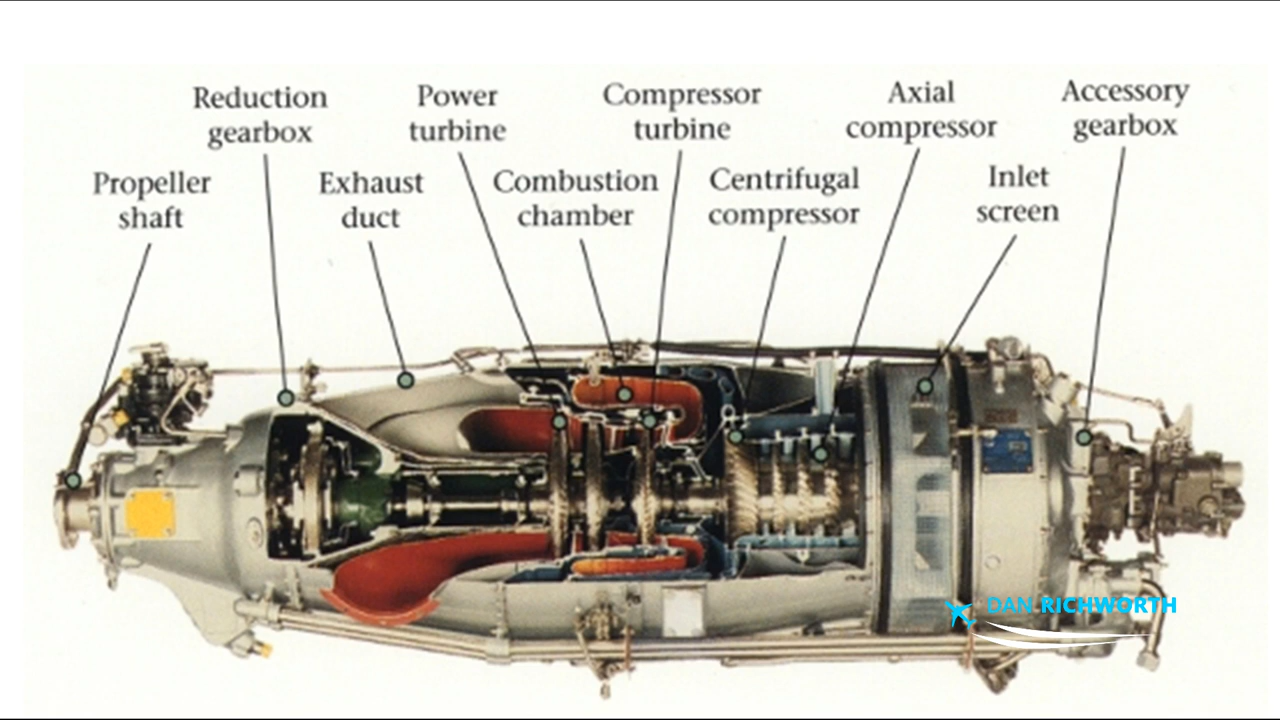 Reduction
gearbox
Power
turbine
Compressor
turbine
Axial
compressor
Accessory
gearbox
Propeller
shaft
Exhaust
duct
Combustion
chamber
Centrifugal
compressor
Inlet
screen
DAN RICHWORTH